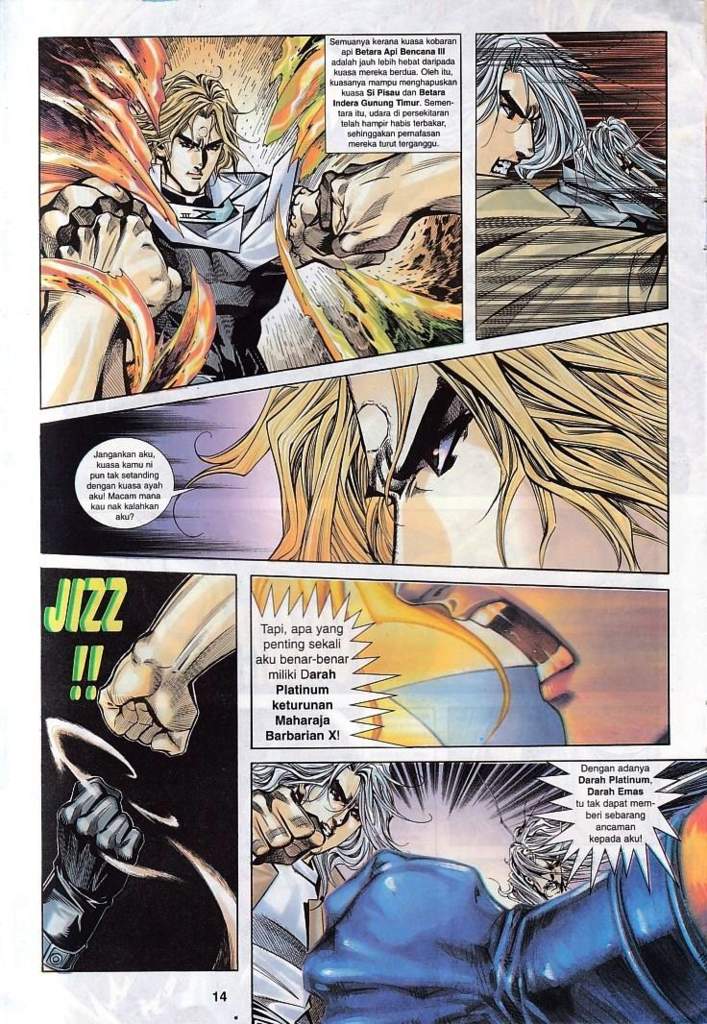 Semuanya kerana kuasa kobaran
api Betara Api Bencana III
adalah jauh lebih hebat daripada
kuasa mereka berdua. Oleh itu,
kuasanya mampu menghapuskan
kuasa Si Pisau dan Betara
Indera Gunung Timur. Semen-
tara itu, udara di persekitaran
telah hampir habis terbakar,
sehinggakan pernafasan
mereka turut terganggu.
Jangankan aku,
kuasa kamu ni
pun tak setanding
dengan kuasa ayah
aku! Macam mana
kau nak kalahkan
aku?
JIZZ
!!
Tapi, apa yang
penting sekali
aku benar-benar
miliki Darah
Platinum
keturunan
Maharaja
Barbarian X!
Dengan adanya
Darah Platinum,
Darah Emas
tu tak dapat mem-
beri sebarang
ancaman
kepada aku!
14